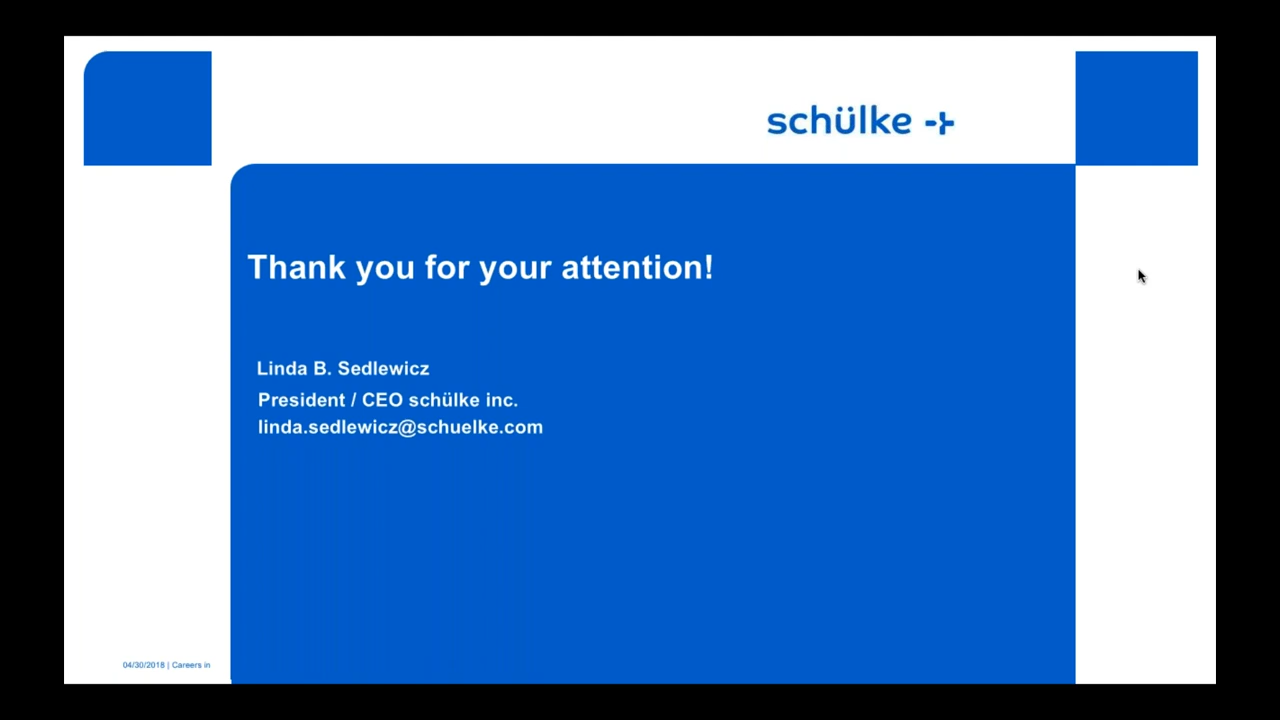 schülke
Thank you for your attention!
Linda B. Sedlewicz
President / CEO schülke inc.
linda.sedlewicz@schuelke.com
04/30/2018 | Careers in